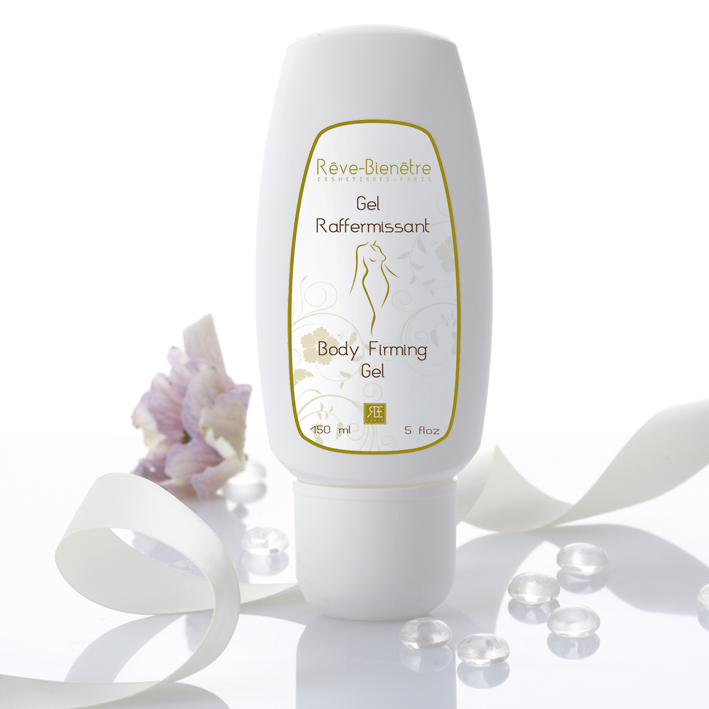 Rêve-Bienêtre
COSMETIQUES-PARIS
Gel
Raffermissant
Body Firming
Gel
150 ml 5 floz